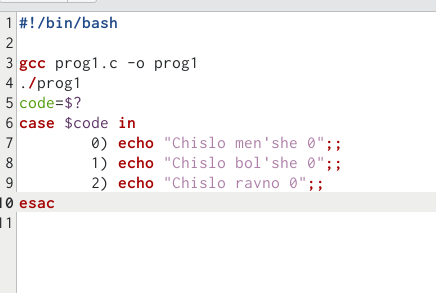 1 #!/bin/bash
2
3 gcc prog1.c -o prog1
4 ./prog1
5 code=$?
6 case $code in
7         0) echo "Chislo men'she 0";;
8         1) echo "Chislo bol'she 0";;
9         2) echo "Chislo ravno 0";;
10 esac
11